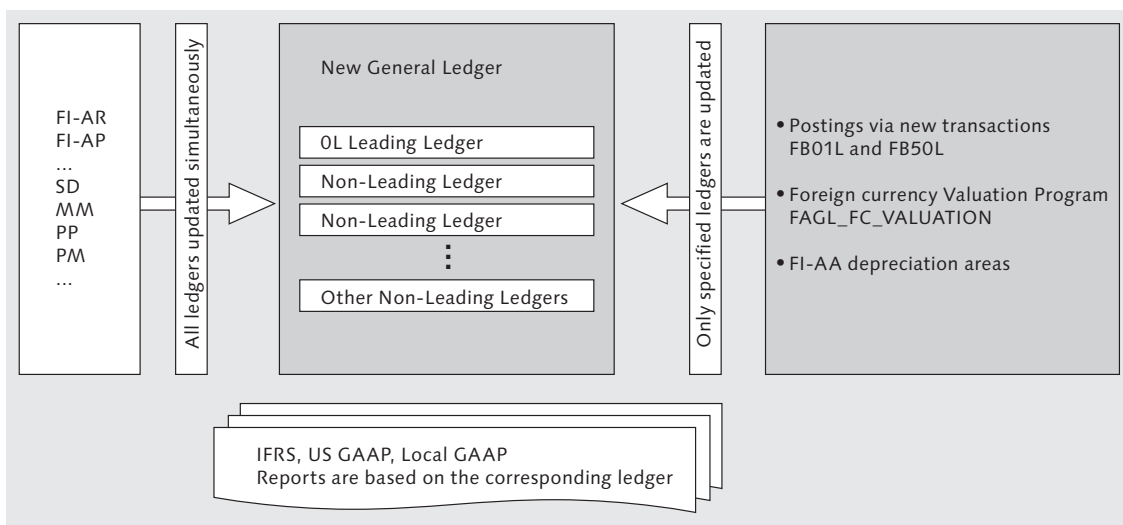 FI-AR
FI-AP
...
SD
MM
PP
PM
...
All ledgers updated simultaneously
New General Ledger
0L Leading Ledger
Non-Leading Ledger
Non-Leading Ledger
⋮
Other Non-Leading Ledgers
Only specified ledgers are updated
• Postings via new transactions
FB01L and FB50L
• Foreign currency Valuation Program
FAGL_FC_VALUATION
• FI-AA depreciation areas
IFRS, US GAAP, Local GAAP
Reports are based on the corresponding ledger